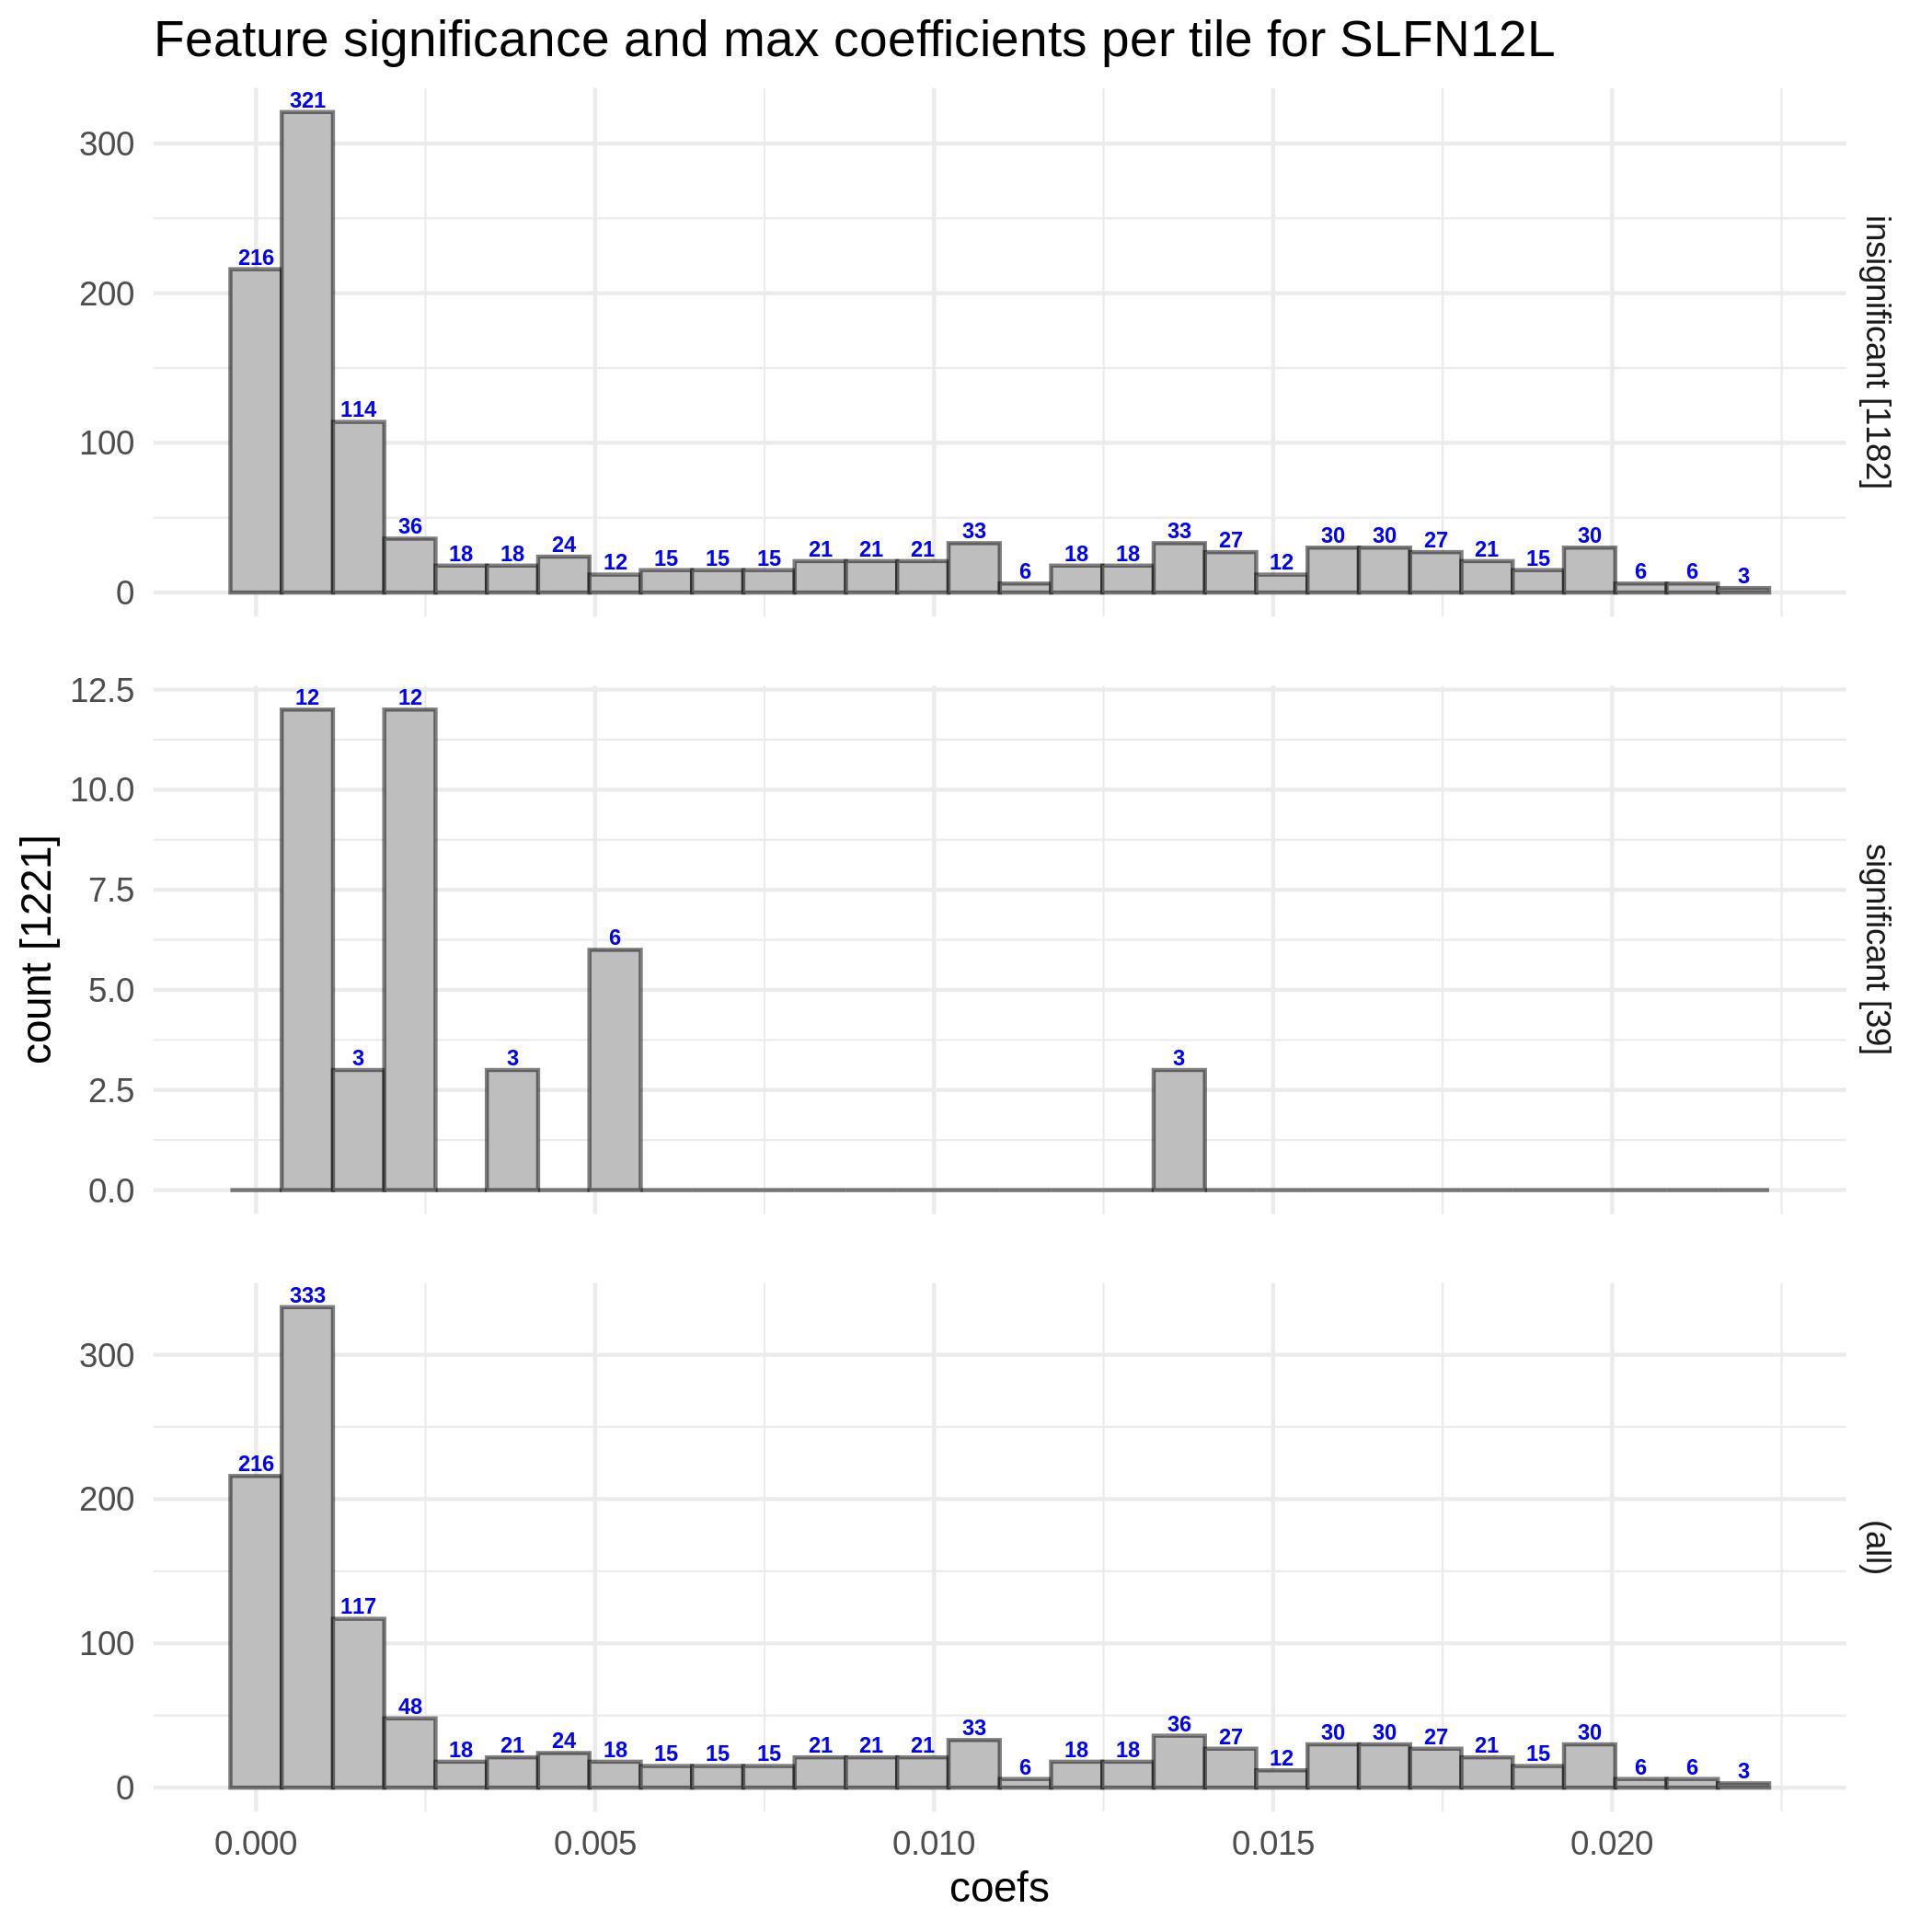 Feature significance and max coefficients per tile for SLFN12L
321
300
216
200
114
100
36 18 18 24 12 15 15 15 21 21 21 33 6 18 18 33 27 12 30 30 27 21 15 30 6 6 3
0
insignificant [1182]
12.5
12 12
10.0
7.5
6
5.0
3 3 3
2.5
0.0
significant [39]
count [1221]
333
300
216
200
117
100
48 18 21 24 18 15 15 15 21 21 21 33 6 18 18 36 27 12 30 30 27 21 15 30 6 6 3
0
(all)
0.000 0.005 0.010 0.015 0.020
coefs